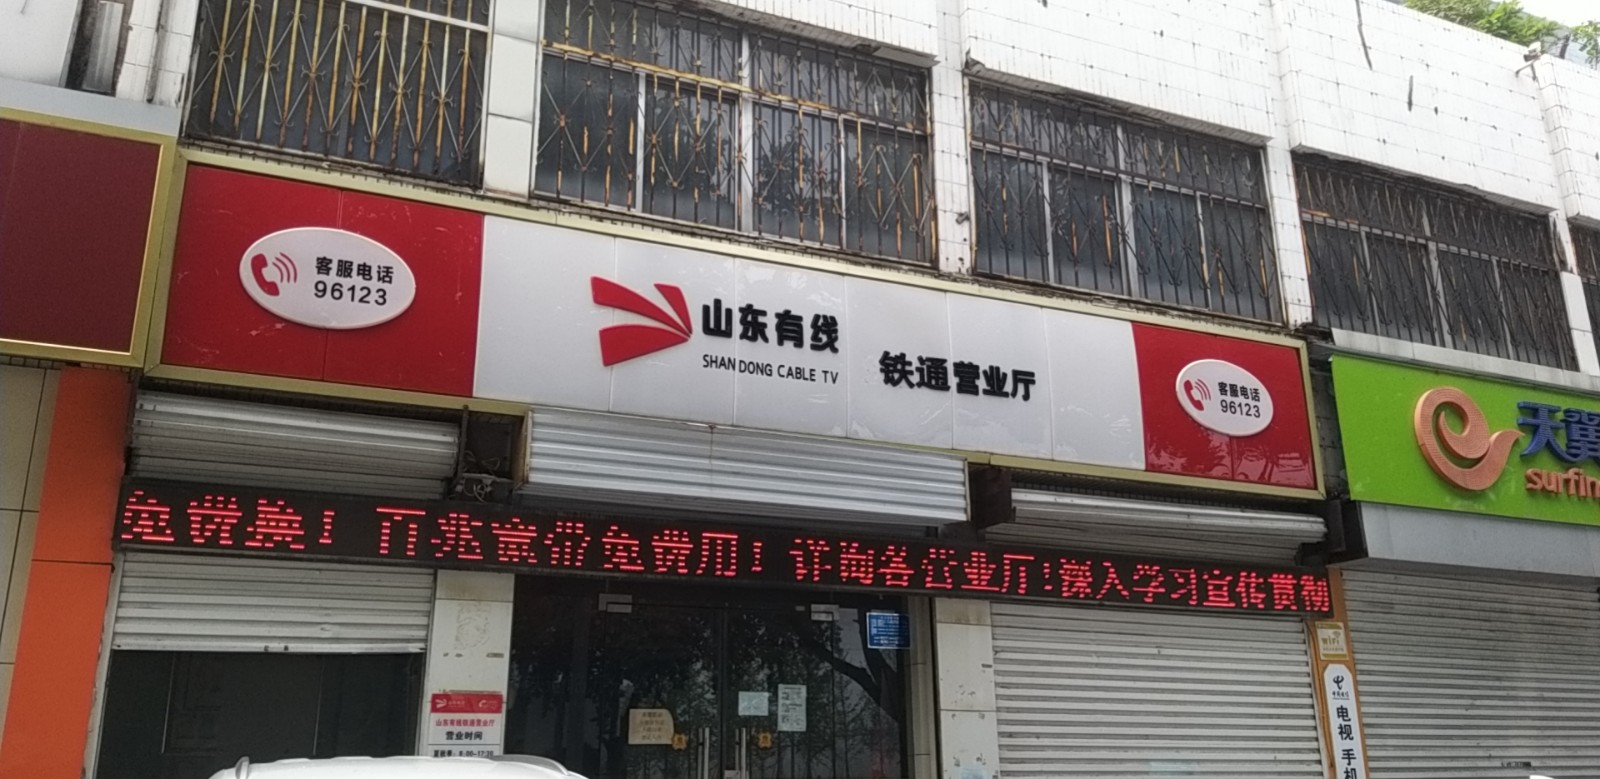 客服电话
96123
山东有线
SHANDONG CABLE TV
铁通营业厅
客服电话
96123
天翼
surfin
免费换！百兆宽带免费用！详询各营业厅！深入学习宣传贯彻
山东有线铁通营业厅
营业时间
WiFi
电视 手机